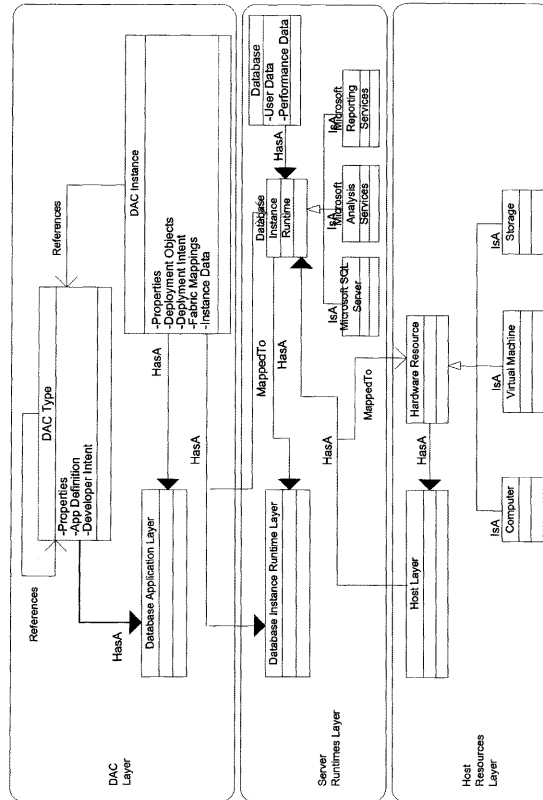 DAC
Layer
References
DAC Type
-Properties
-App Definition
-Developer Intent
References
DAC Instance
-Properties
-Deployment Objects
-Deplyment Intent
-Fabric Mappings
-Instance Data
HasA
HasA
HasA
Database Application Layer
Server
Runtimes Layer
Database Instance Runtime Layer
MappedTo
HasA
Database
Instance
Runtime
HasA
Database
-User Data
-Performance Data
IsA
Microsoft SQL
Server
IsA
Microsoft
Analysis
Services
IsA
Microsoft
Reporting
Services
HasA
MappedTo
Host
Resources
Layer
Host Layer
HasA
Hardware Resource
IsA
Computer
IsA
Virtual Machine
IsA
Storage